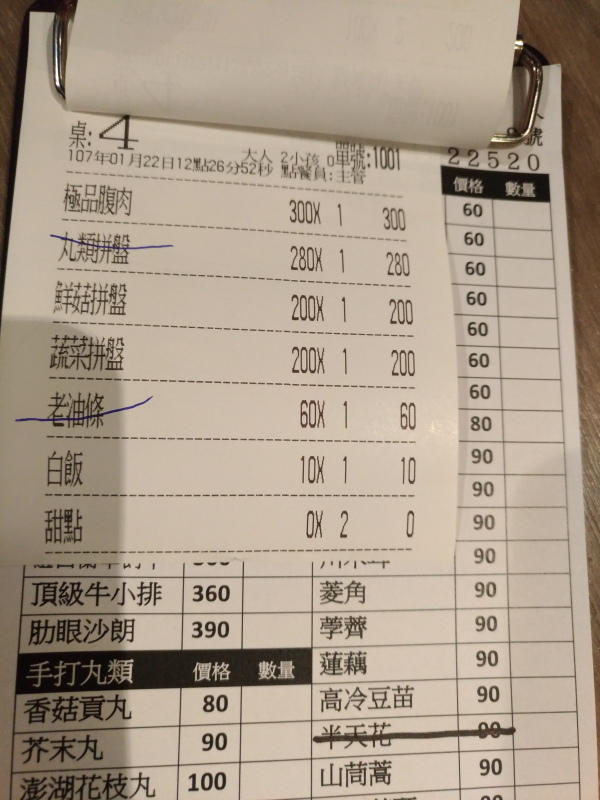 桌:4
大人 2小孩 0 單號:1001
107年01月22日12點26分52秒 點餐員:主管
極品腹肉 300X 1 300
丸類拼盤 280X 1 280
鮮菇拼盤 200X 1 200
蔬菜拼盤 200X 1 200
老油條 60X 1 60
白飯 10X 1 10
甜點 0X 2 0
人
號
22520
價格 數量
60
60
60
60
60
60
60
80
90
90
90
90
頂級牛小排 360 菱角 90
肋眼沙朗 390 荸薺 90
手打丸類 價格 數量 蓮藕 90
香菇貢丸 80 高冷豆苗 90
芥末丸 90 半天花 90
澎湖花枝丸 100 山茼蒿 90
90